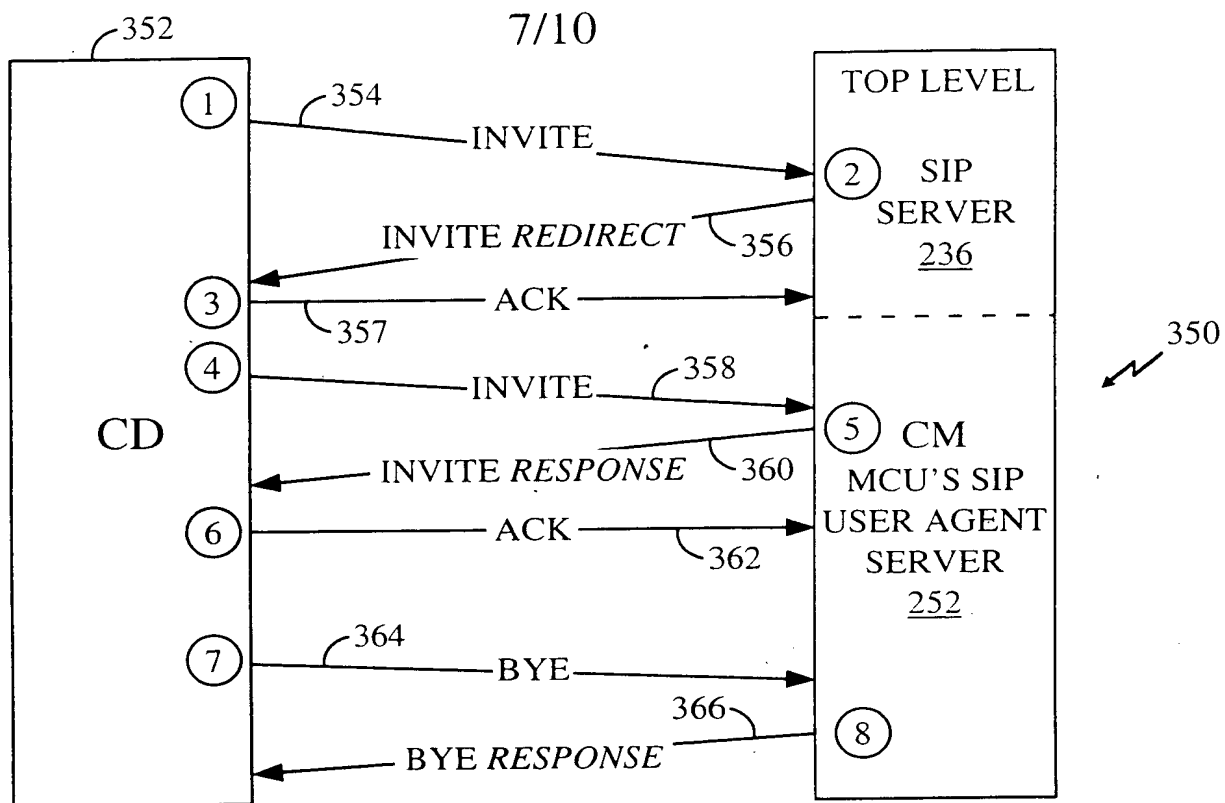 7/10
352
TOP LEVEL
1
354
INVITE
2
SIP
SERVER
236
INVITE REDIRECT
356
3
ACK
357
350
4
INVITE
358
CD
5
CM
INVITE RESPONSE
360
MCU'S SIP
USER AGENT
SERVER
252
6
ACK
362
7
364
BYE
366
8
BYE RESPONSE